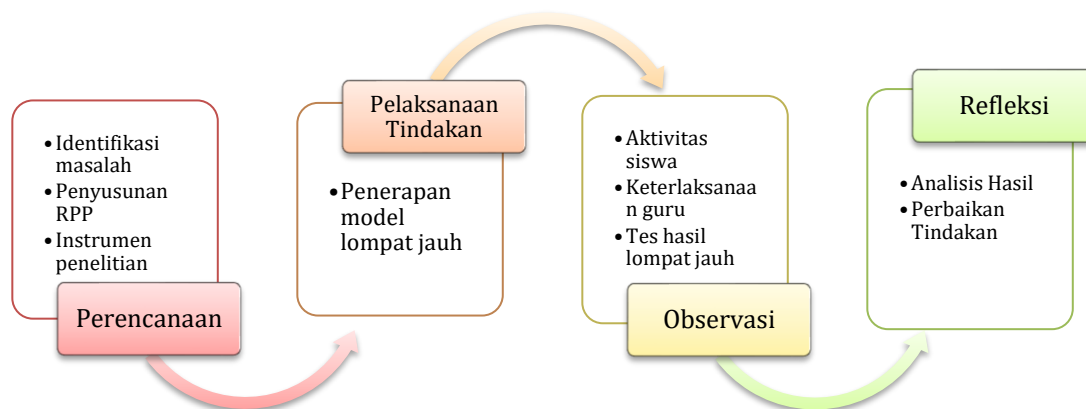 • Identifikasi
masalah
• Penyusunan
RPP
• Instrumen
penelitian
Perencanaan
Pelaksanaan
Tindakan
• Penerapan
model
lompat jauh
• Aktivitas
siswa
• Keterlaksanaa
n guru
• Tes hasil
lompat jauh
Observasi
Refleksi
• Analisis Hasil
• Perbaikan
Tindakan